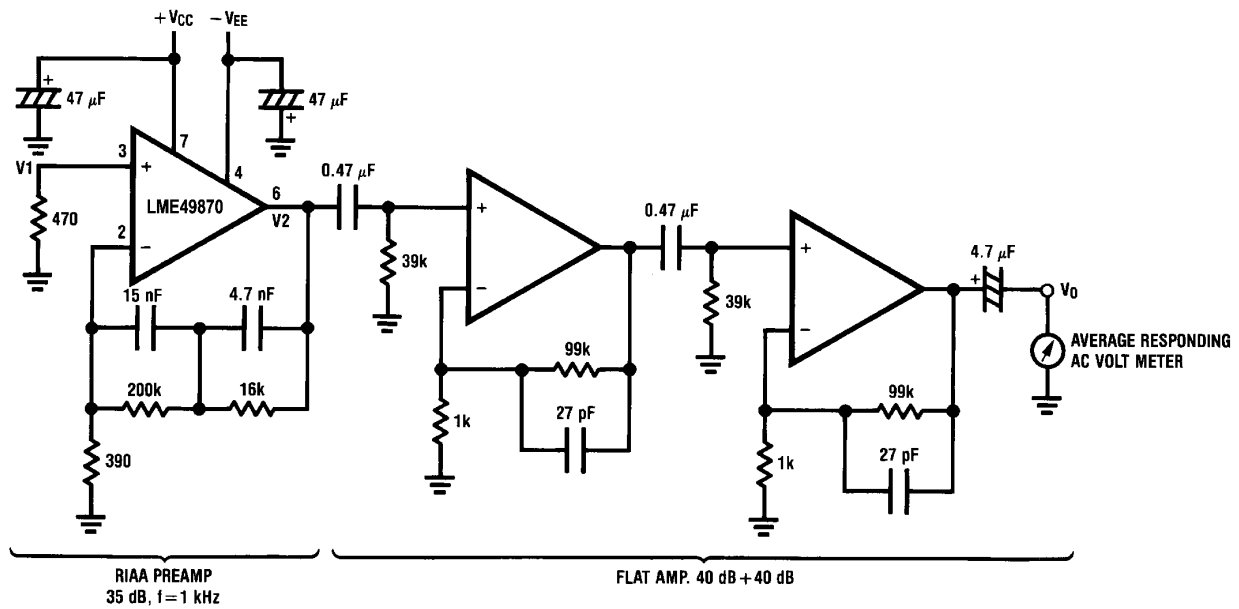 +VCC
−VEE
+
47 µF
47 µF
+
7
3
V1
+
4
0.47 µF
6
LME49870
V2
470
2
−
+
0.47 µF
+
4.7 µF
+
39k
39k
VO
15 nF
4.7 nF
−
−
AVERAGE RESPONDING
AC VOLT METER
200k
16k
99k
99k
1k
27 pF
1k
27 pF
390
RIAA PREAMP
35 dB, f=1 kHz
FLAT AMP. 40 dB+40 dB